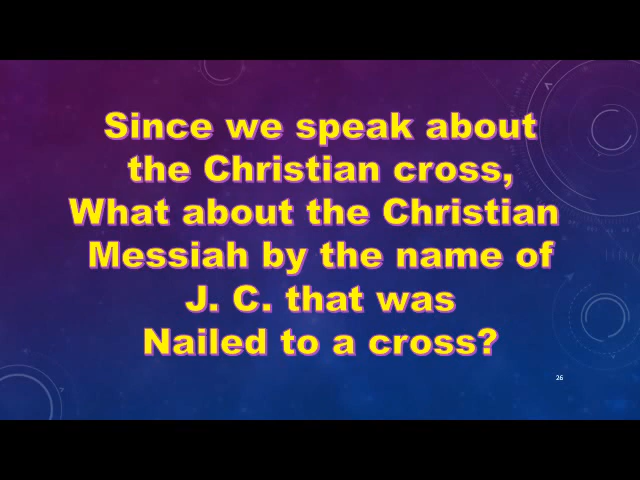 Since we speak about
the Christian cross,
What about the Christian
Messiah by the name of
J. C. that was
Nailed to a cross?
26